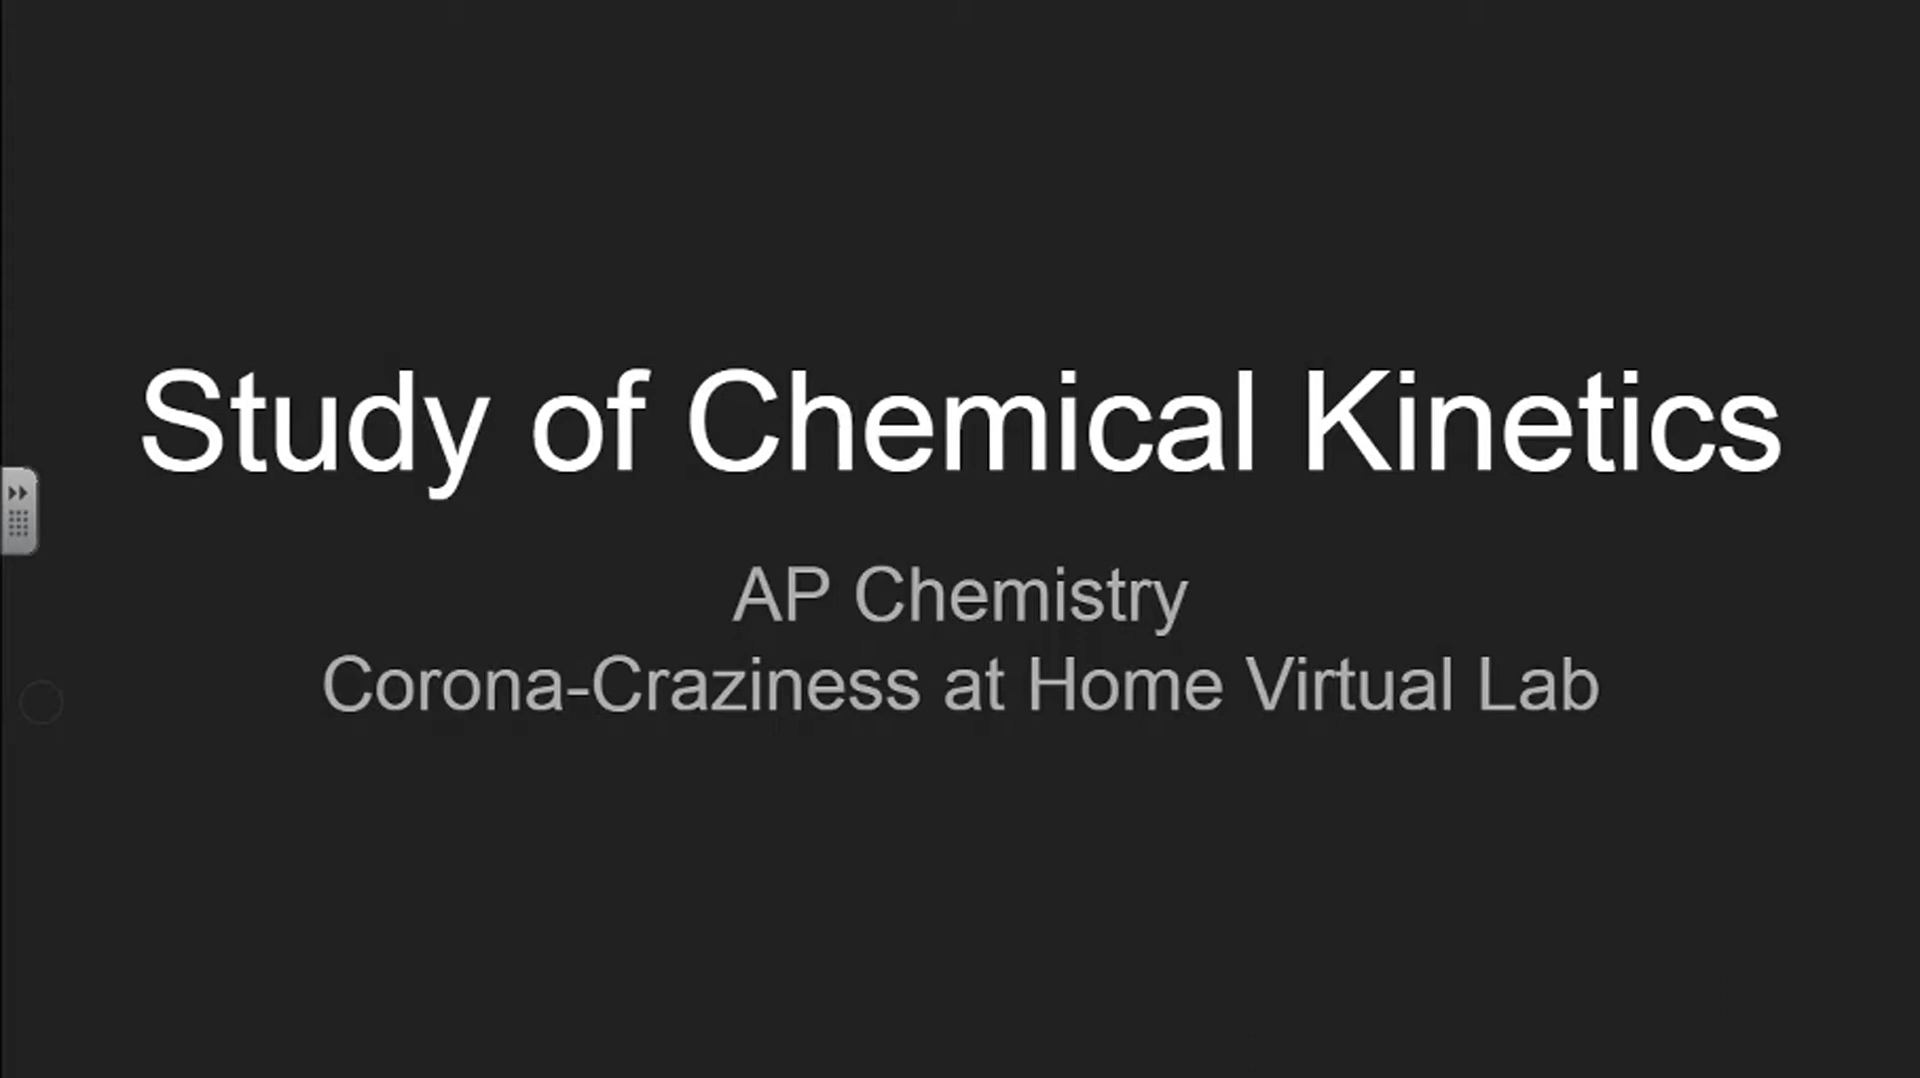 Study of Chemical Kinetics
AP Chemistry
Corona-Craziness at Home Virtual Lab